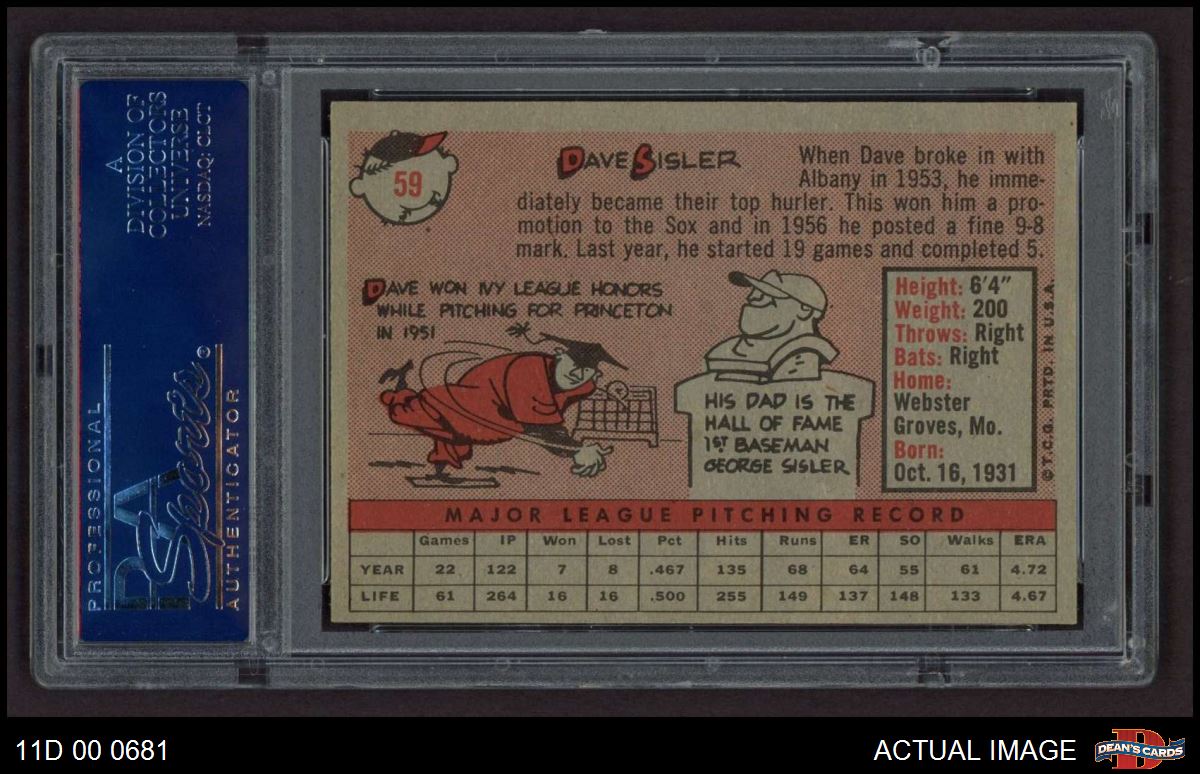 A
DIVISION OF
COLLECTORS
UNIVERSE
NASDAQ: CLCT
PROFESSIONAL
PSA
Sports®
AUTHENTICATOR
59
DAVE SISLER
When Dave broke in with
Albany in 1953, he imme-
diately became their top hurler. This won him a pro-
motion to the Sox and in 1956 he posted a fine 9-8
mark. Last year, he started 19 games and completed 5.
DAVE WON IVY LEAGUE HONORS
WHILE PITCHING FOR PRINCETON
IN 1951
HIS DAD IS THE
HALL OF FAME
1ST BASEMAN
GEORGE SISLER
Height: 6'4"
Weight: 200
Throws: Right
Bats: Right
Home:
Webster
Groves, Mo.
Born:
Oct. 16, 1931
©T.C.G. PRTD. IN U.S.A.
MAJOR LEAGUE PITCHING RECORD
Games IP Won Lost Pct Hits Runs ER SO Walks ERA
YEAR 22 122 7 8 .467 135 68 64 55 61 4.72
LIFE 61 264 16 16 .500 255 149 137 148 133 4.67
11D 00 0681
ACTUAL IMAGE
DEAN'S CARDS